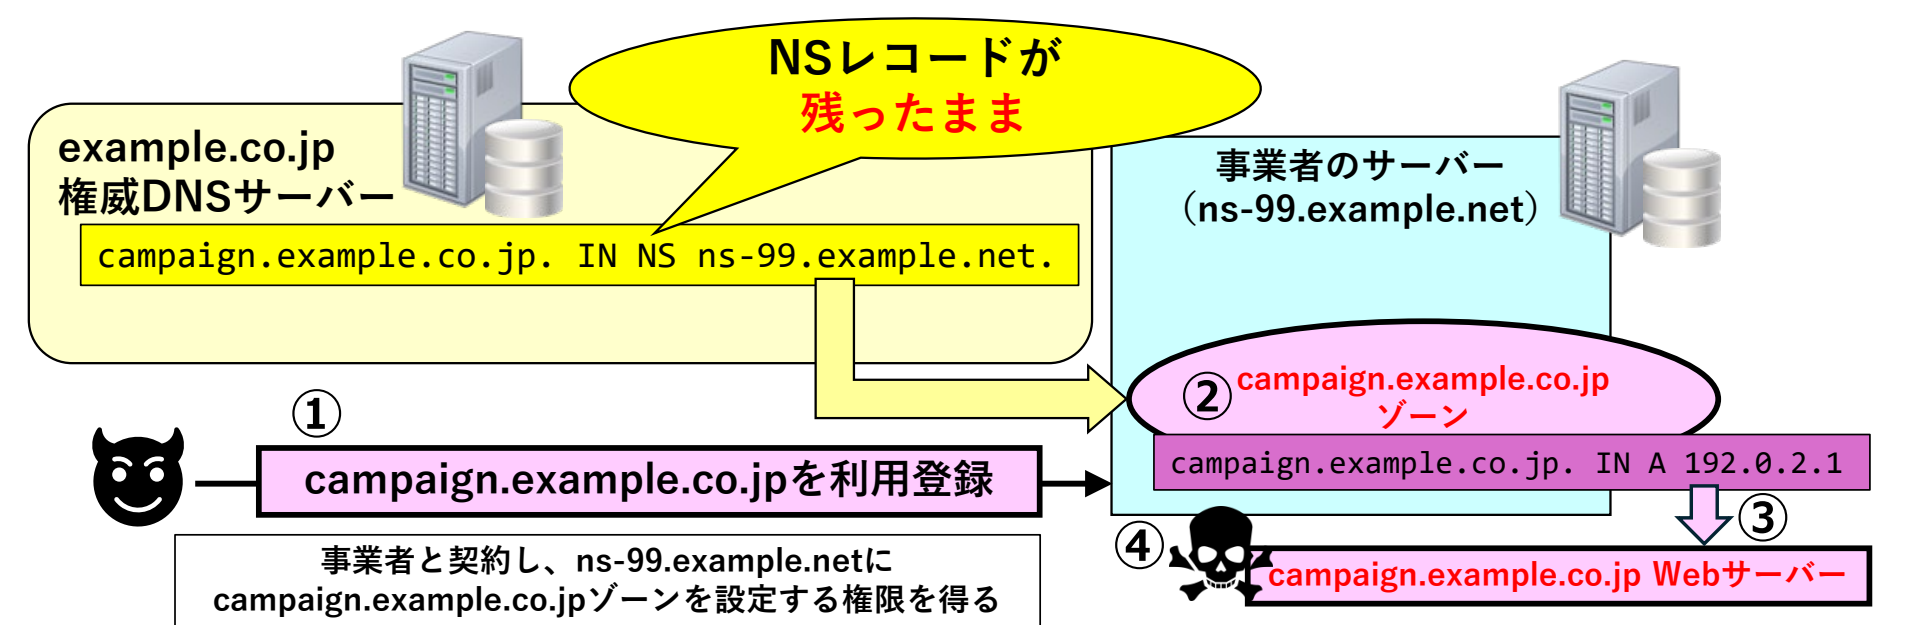 NSレコードが
残ったまま
example.co.jp
権威DNSサーバー
campaign.example.co.jp. IN NS ns-99.example.net.
事業者のサーバー
（ns-99.example.net）
①
campaign.example.co.jpを利用登録
事業者と契約し、ns-99.example.netに
campaign.example.co.jpゾーンを設定する権限を得る
②
campaign.example.co.jp
ゾーン
campaign.example.co.jp. IN A 192.0.2.1
③
④
campaign.example.co.jp Webサーバー